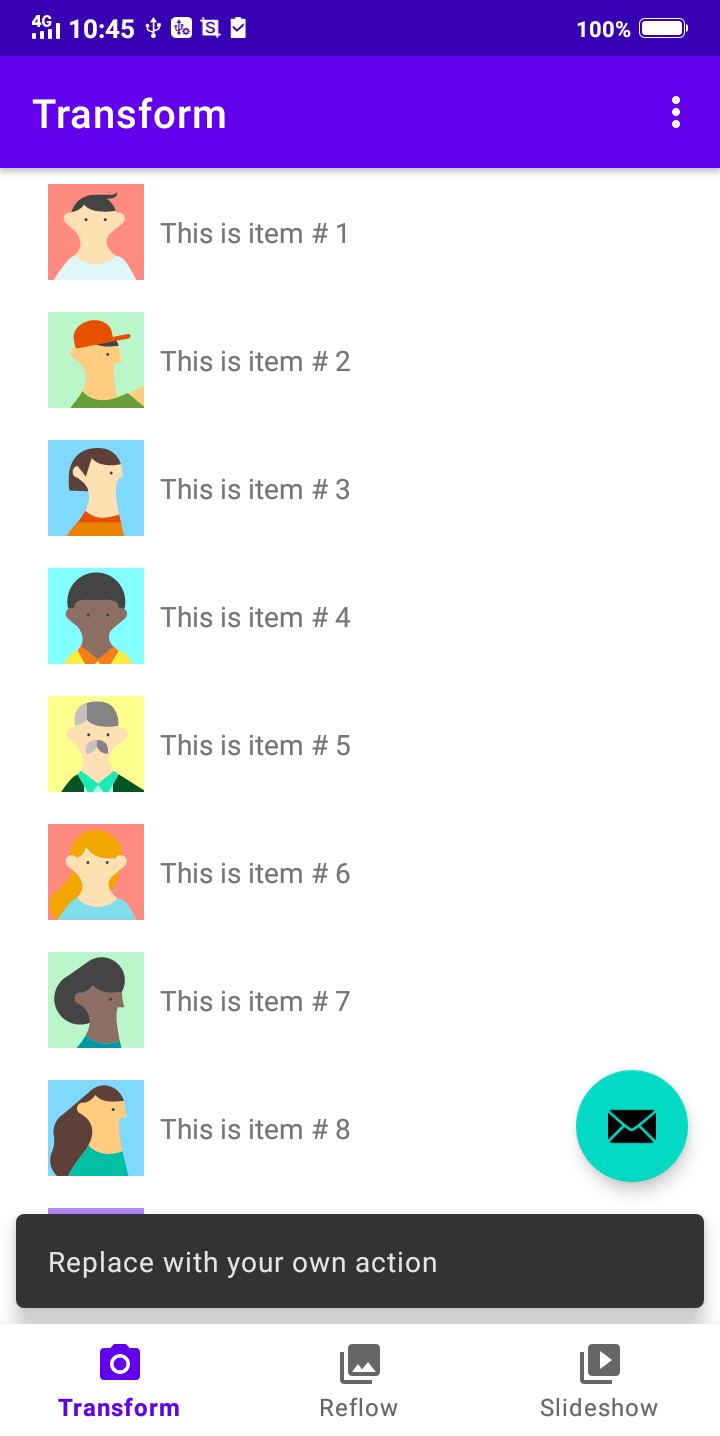 4G 10:45 100%
Transform
This is item # 1
This is item # 2
This is item # 3
This is item # 4
This is item # 5
This is item # 6
This is item # 7
This is item # 8
Replace with your own action
Transform Reflow Slideshow